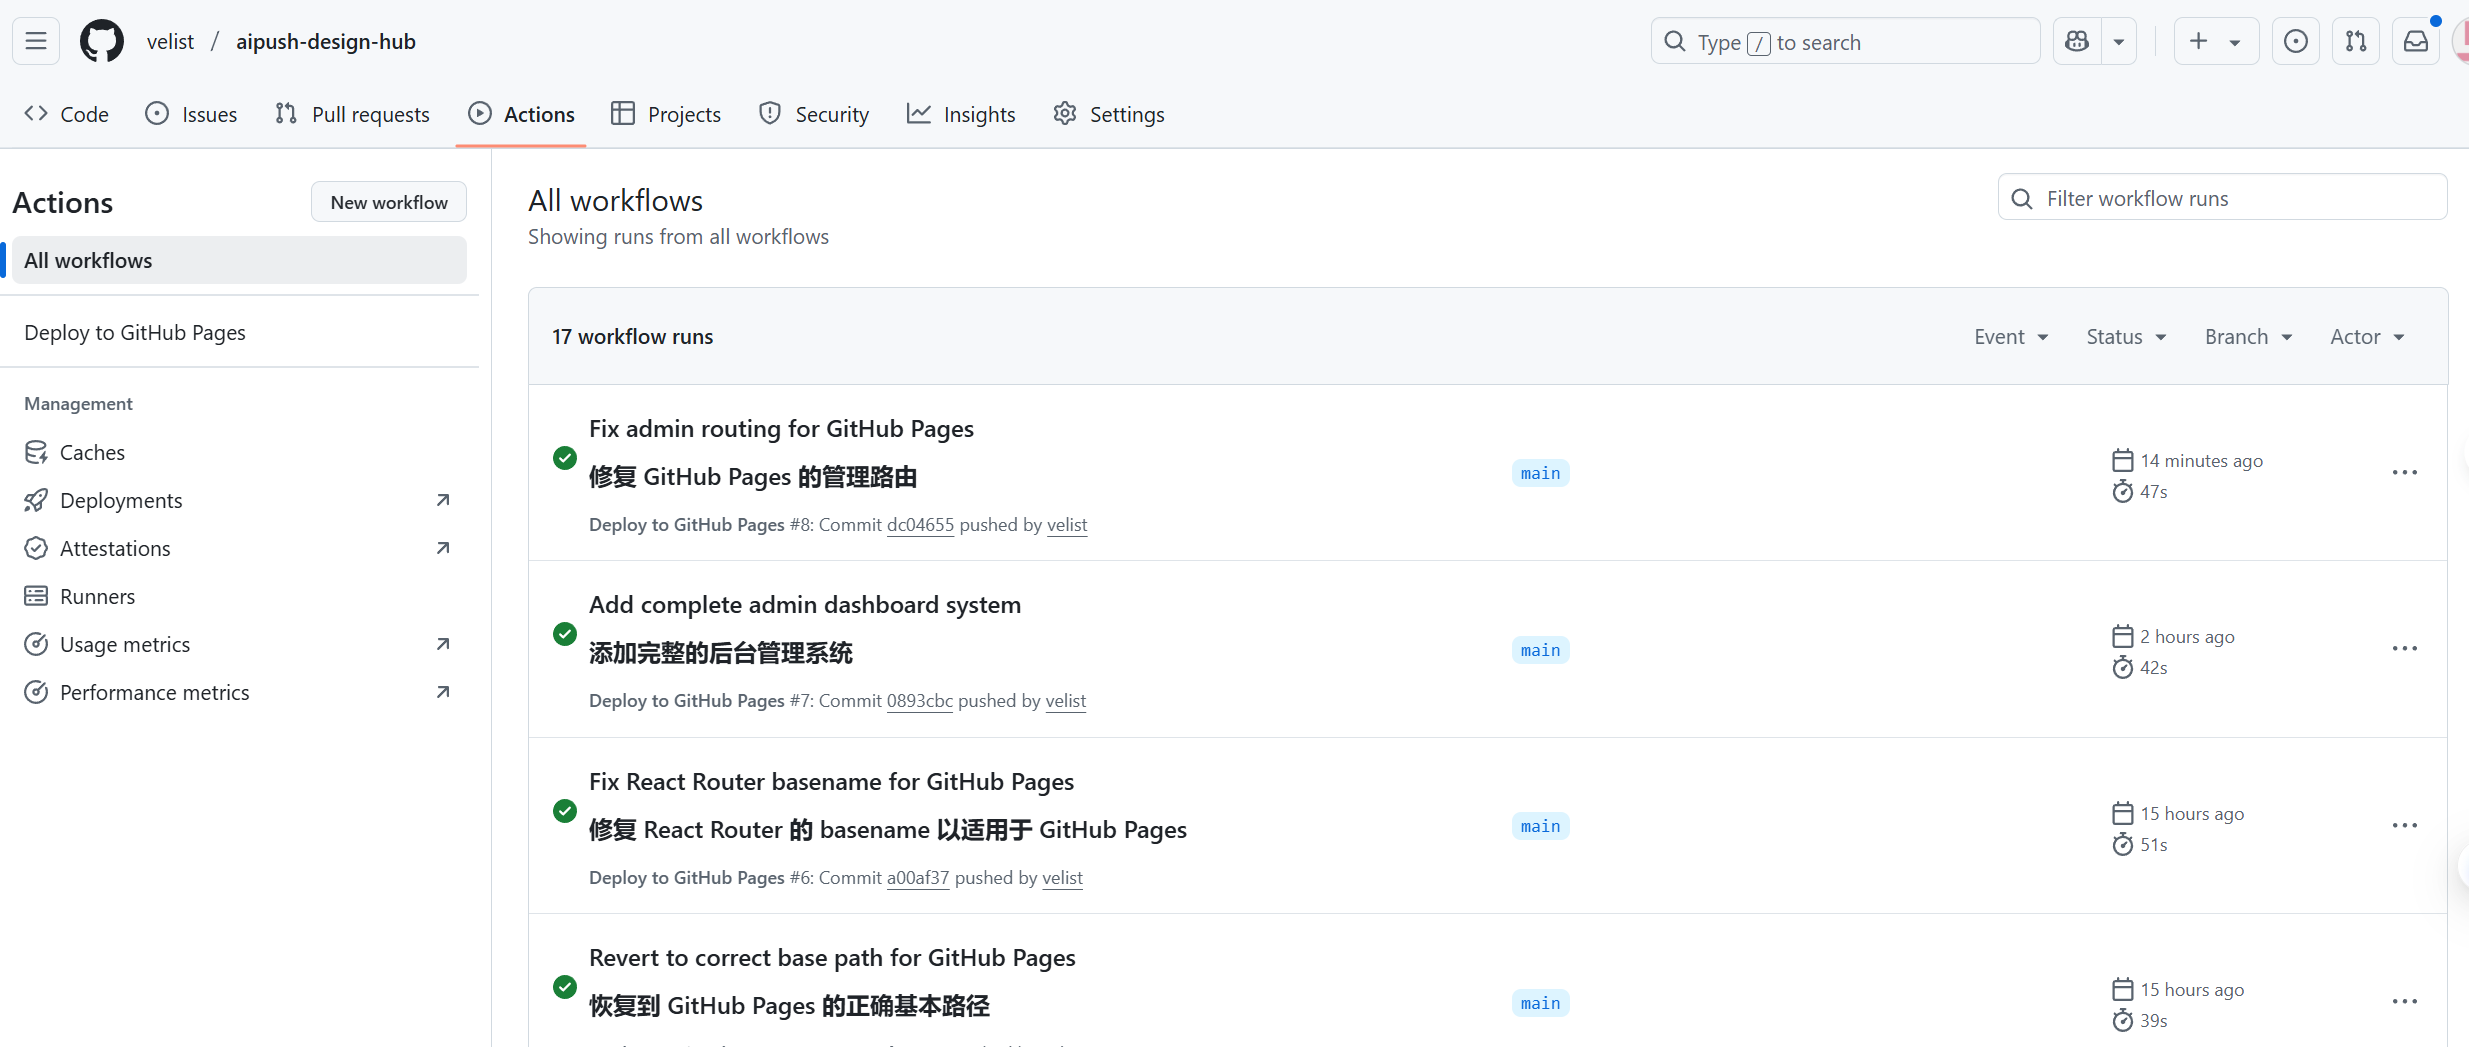 velist / aipush-design-hub
Type / to search
Code
Issues
Pull requests
Actions
Projects
Security
Insights
Settings
Actions
New workflow
All workflows
Deploy to GitHub Pages
Management
Caches
Deployments
Attestations
Runners
Usage metrics
Performance metrics
All workflows
Showing runs from all workflows
Filter workflow runs
17 workflow runs
Event
Status
Branch
Actor
Fix admin routing for GitHub Pages
修复 GitHub Pages 的管理路由
Deploy to GitHub Pages #8: Commit dc04655 pushed by velist
main
14 minutes ago
47s
Add complete admin dashboard system
添加完整的后台管理系统
Deploy to GitHub Pages #7: Commit 0893cbc pushed by velist
main
2 hours ago
42s
Fix React Router basename for GitHub Pages
修复 React Router 的 basename 以适用于 GitHub Pages
Deploy to GitHub Pages #6: Commit a00af37 pushed by velist
main
15 hours ago
51s
Revert to correct base path for GitHub Pages
恢复到 GitHub Pages 的正确基本路径
main
15 hours ago
39s